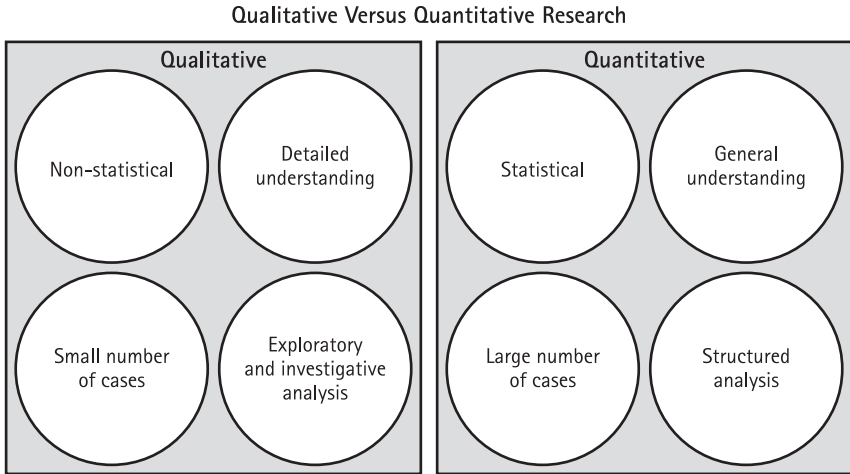 Qualitative Versus Quantitative Research
Qualitative
Non-statistical
Detailed
understanding
Small number
of cases
Exploratory
and investigative
analysis
Quantitative
Statistical
General
understanding
Large number
of cases
Structured
analysis